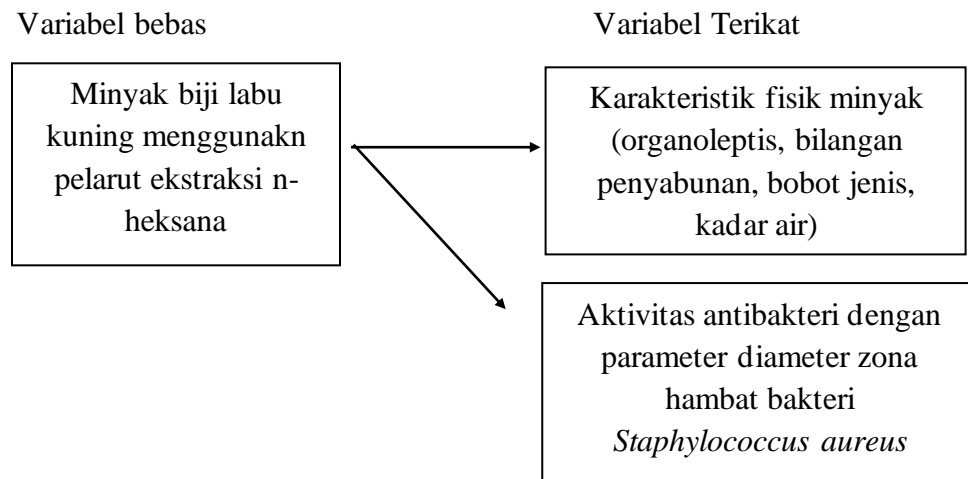 Variabel bebas
Variabel Terikat
Minyak biji labu
kuning menggunakn
pelarut ekstraksi n-
heksana
Karakteristik fisik minyak
(organoleptis, bilangan
penyabunan, bobot jenis,
kadar air)
Aktivitas antibakteri dengan
parameter diameter zona
hambat bakteri
Staphylococcus aureus